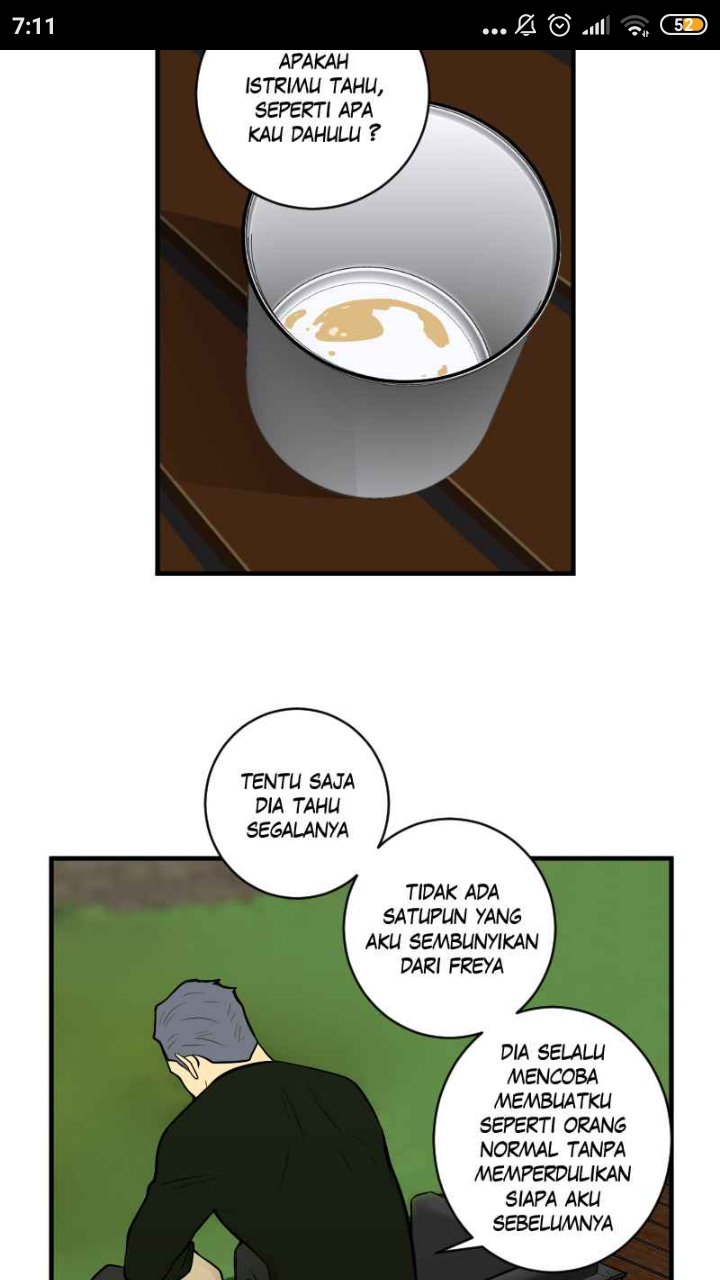 7:11
52
APAKAH
ISTRIMU TAHU,
SEPERTI APA
KAU DAHULU ?
TENTU SAJA
DIA TAHU
SEGALANYA
TIDAK ADA
SATUPUN YANG
AKU SEMBUNYIKAN
DARI FREYA
DIA SELALU
MENCOBA
MEMBUATKU
SEPERTI ORANG
NORMAL TANPA
MEMPERDULIKAN
SIAPA AKU
SEBELUMNYA